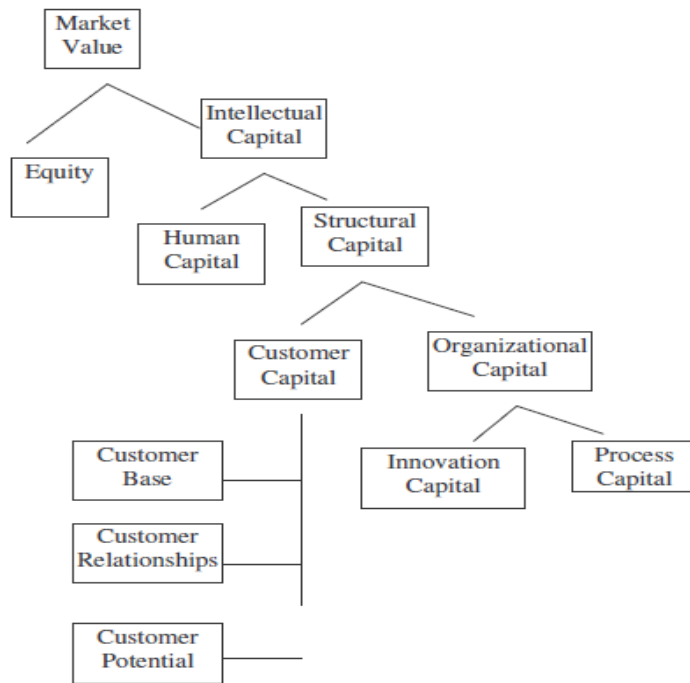 Market
Value
Intellectual
Capital
Equity
Human
Capital
Structural
Capital
Customer
Capital
Organizational
Capital
Customer
Base
Innovation
Capital
Process
Capital
Customer
Relationships
Customer
Potential